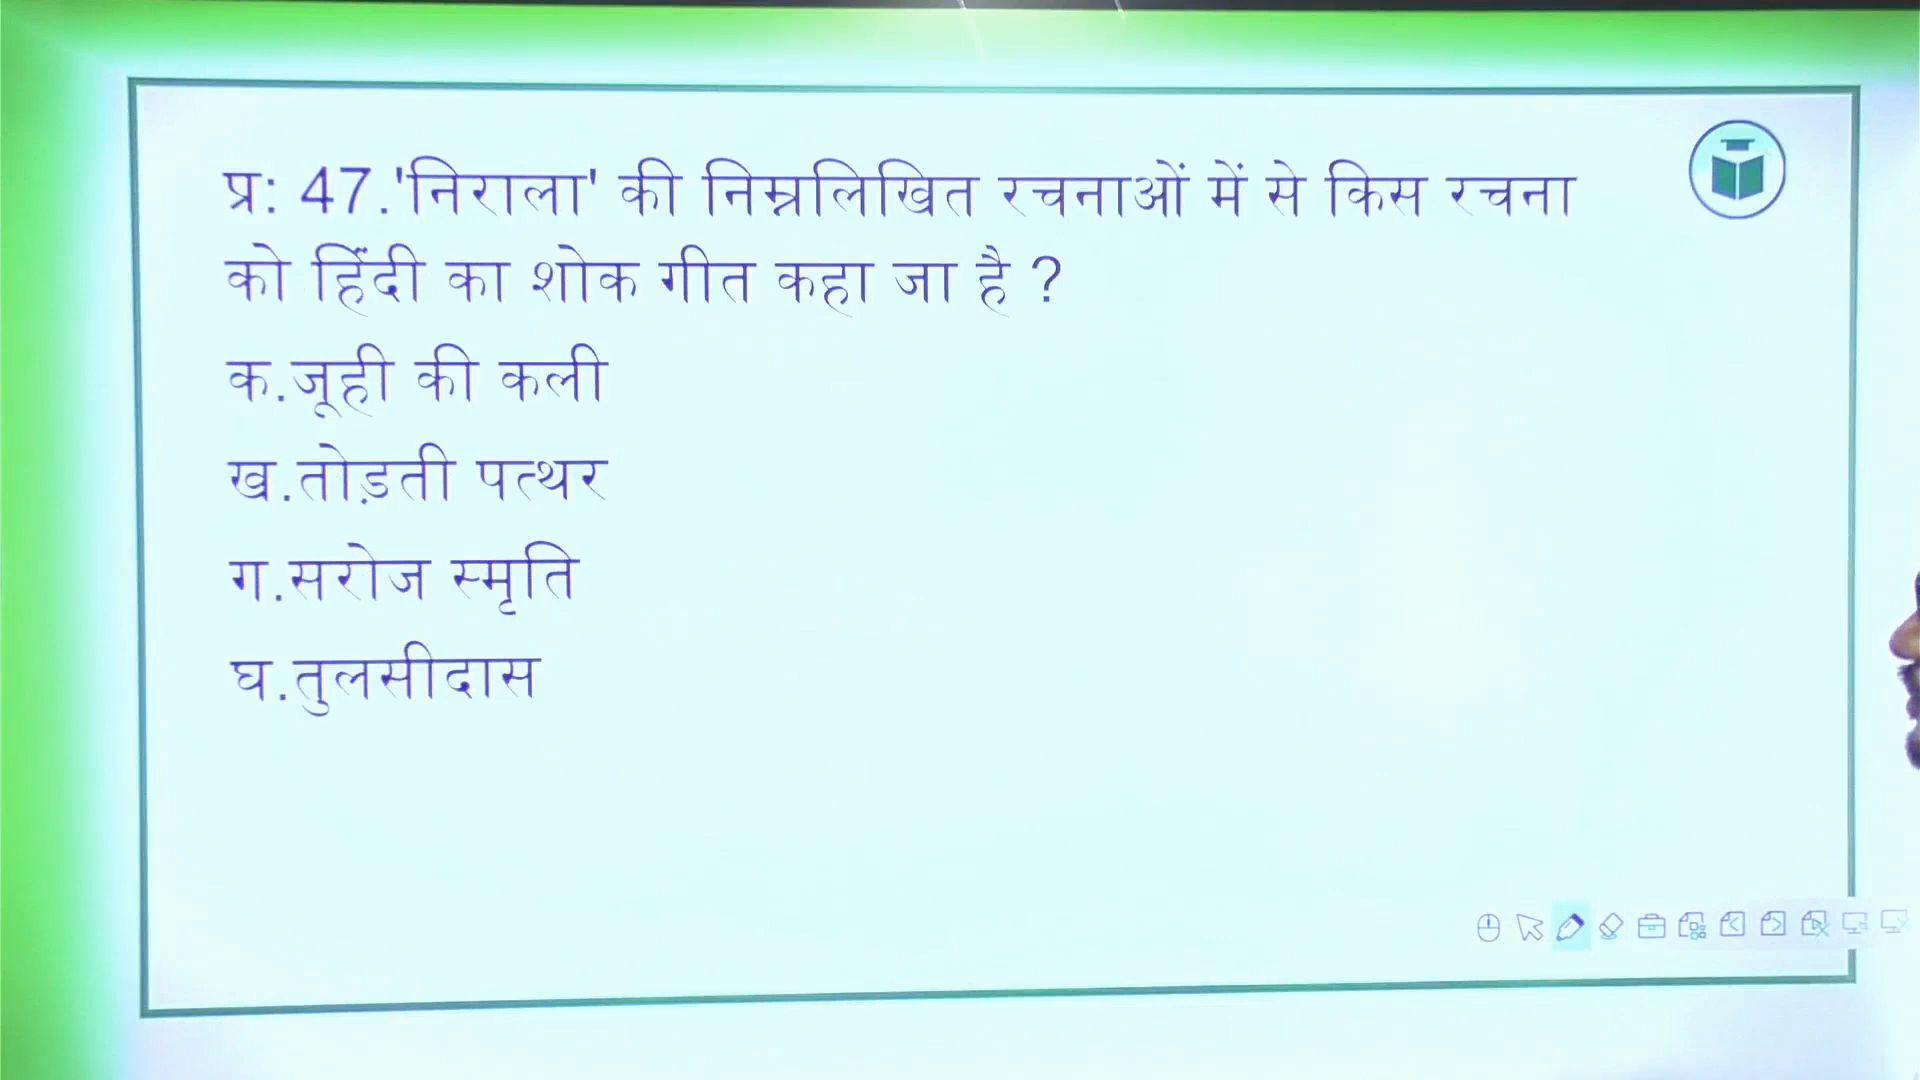 प्र: 47.'निराला' की निम्नलिखित रचनाओं में से किस रचना
को हिंदी का शोक गीत कहा जा है ?
क.जूही की कली
ख.तोड़ती पत्थर
ग.सरोज स्मृति
घ.तुलसीदास